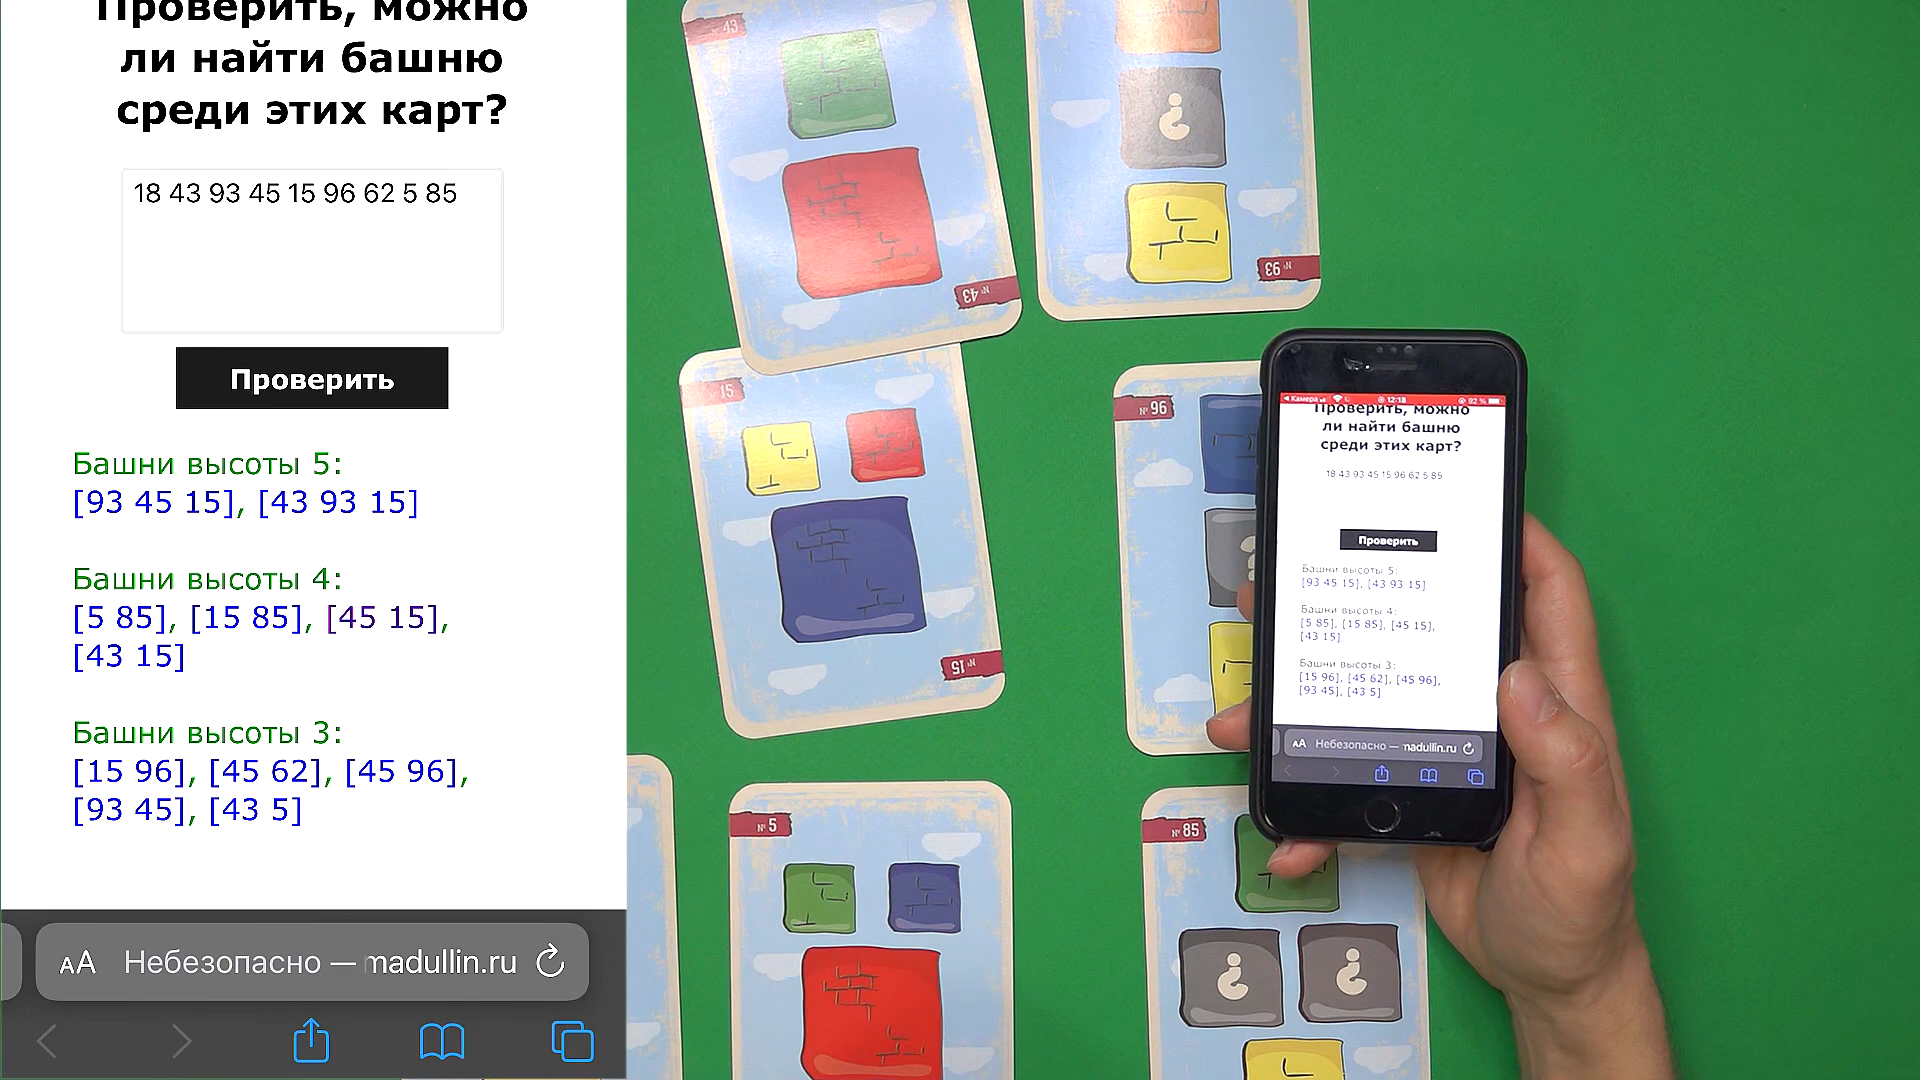 Проверить, можно
ли найти башню
среди этих карт?
18 43 93 45 15 96 62 5 85
Проверить
Башни высоты 5:
[93 45 15], [43 93 15]
Башни высоты 4:
[5 85], [15 85], [45 15],
[43 15]
Башни высоты 3:
[15 96], [45 62], [45 96],
[93 45], [43 5]
AA Небезопасно — madullin.ru
43
№ 43
№ 93
15
№ 15
№ 96
№ 5
№ 85
Камера 12:18 92 %
Проверить, можно
ли найти башню
среди этих карт?
18 43 93 45 15 96 62 5 85
Проверить
Башни высоты 5:
[93 45 15], [43 93 15]
Башни высоты 4:
[5 85], [15 85], [45 15],
[43 15]
Башни высоты 3:
[15 96], [45 62], [45 96],
[93 45], [43 5]
AA Небезопасно — madullin.ru